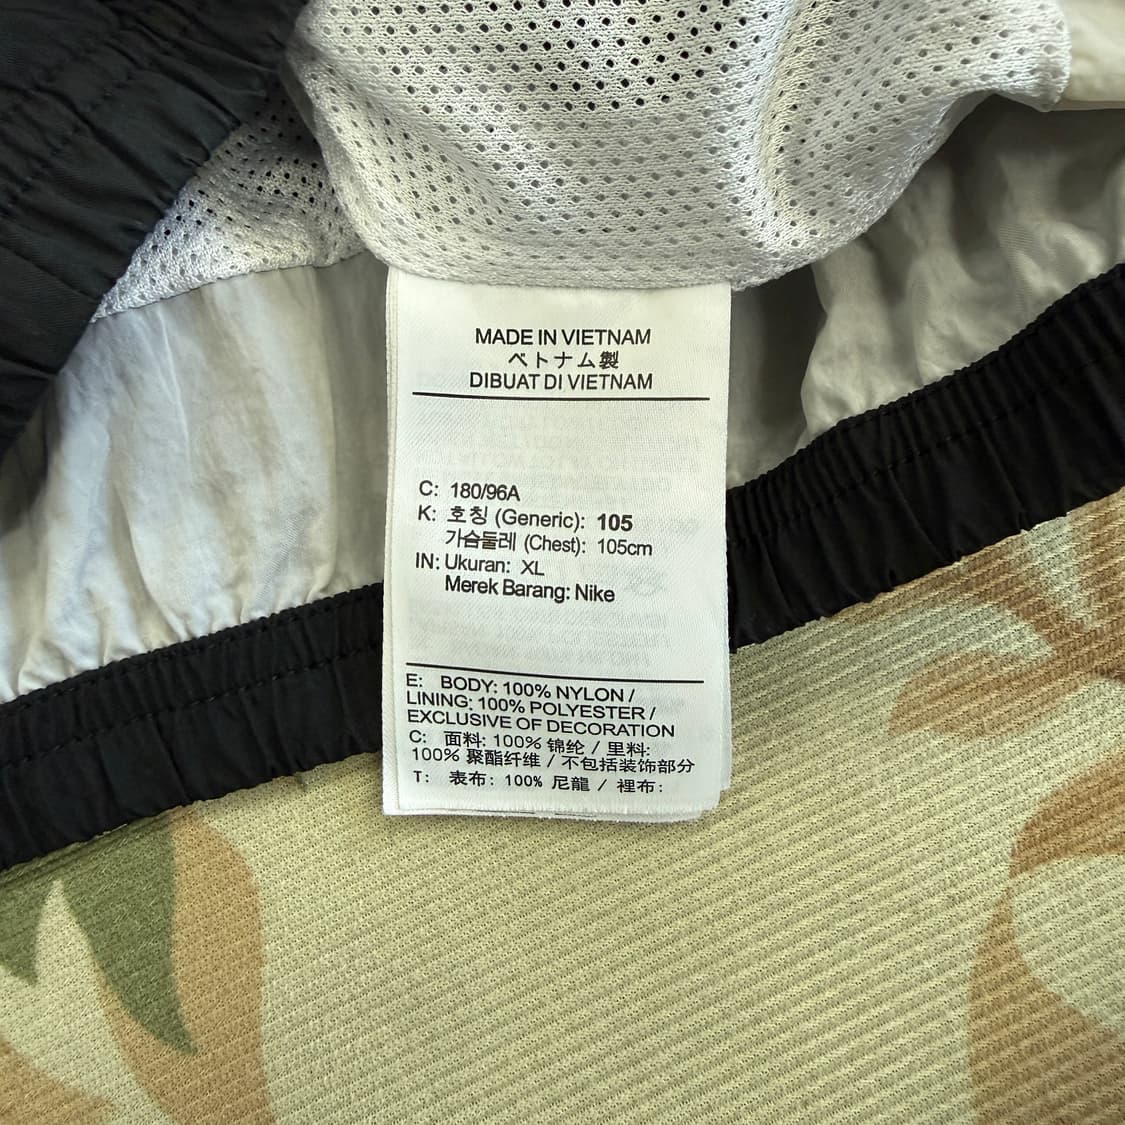 MADE IN VIETNAM
ベトナム製
DIBUAT DI VIETNAM
C: 180/96A
K: 호칭 (Generic): 105
가슴둘레 (Chest): 105cm
IN: Ukuran: XL
Merek Barang: Nike
E: BODY: 100% NYLON /
LINING: 100% POLYESTER /
EXCLUSIVE OF DECORATION
C: 面料: 100% 锦纶 / 里料:
100% 聚酯纤维 / 不包括装饰部分
T: 表布: 100% 尼龍 / 裡布: